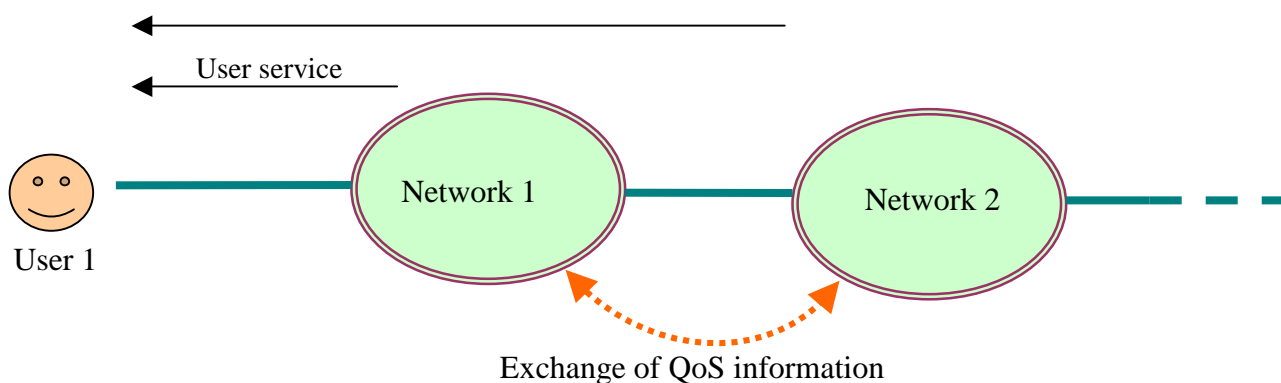 User service
Network 1
Network 2
User 1
Exchange of QoS information